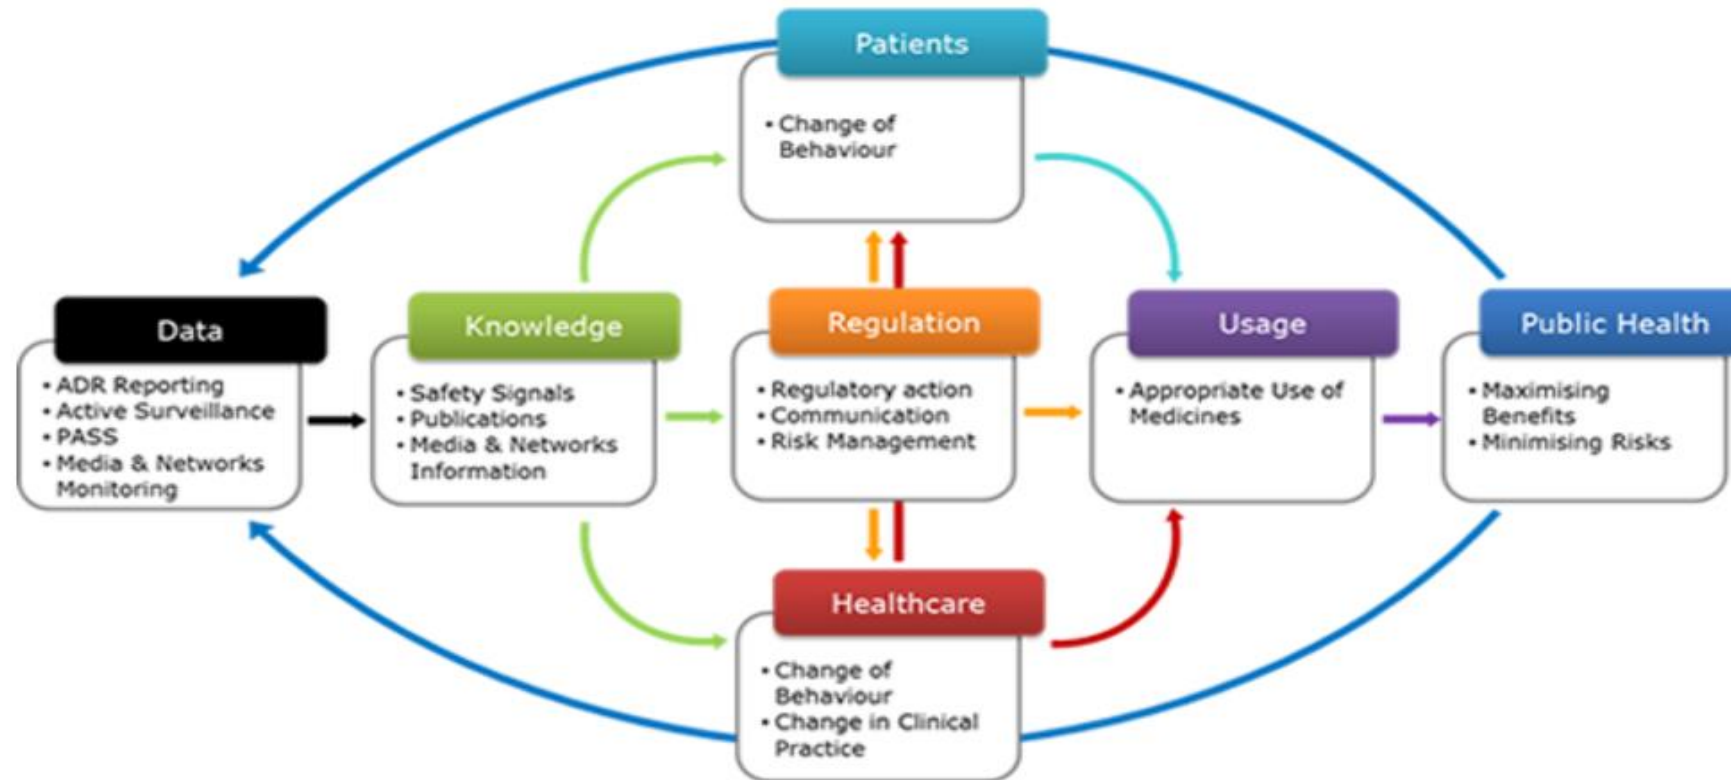 Patients
• Change of
Behaviour
Data
• ADR Reporting
• Active Surveillance
• PASS
• Media & Networks
Monitoring
Knowledge
• Safety Signals
• Publications
• Media & Networks
Information
Regulation
• Regulatory action
• Communication
• Risk Management
Usage
• Appropriate Use of
Medicines
Public Health
• Maximising
Benefits
• Minimising Risks
Healthcare
• Change of
Behaviour
• Change in Clinical
Practice